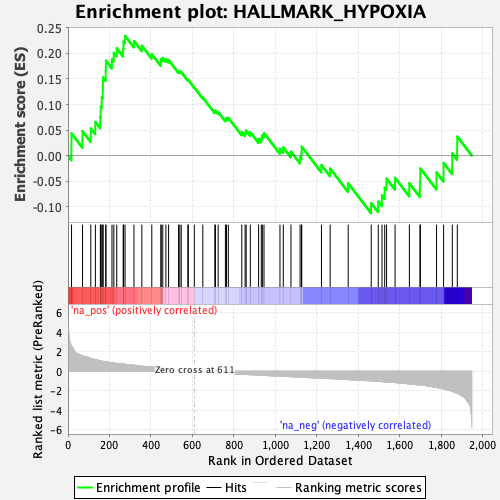 Enrichment plot: HALLMARK_HYPOXIA
Enrichment score (ES)
0.25
0.20
0.15
0.10
0.05
0.00
-0.05
-0.10
'na_pos' (positively correlated)
Ranked list metric (PreRanked)
6
4
2
0
-2
-4
-6
Zero cross at 611
'na_neg' (negatively correlated)
0
200
400
600
800
1,000
1,200
1,400
1,600
1,800
2,000
Rank in Ordered Dataset
Enrichment profile
Hits
Ranking metric scores